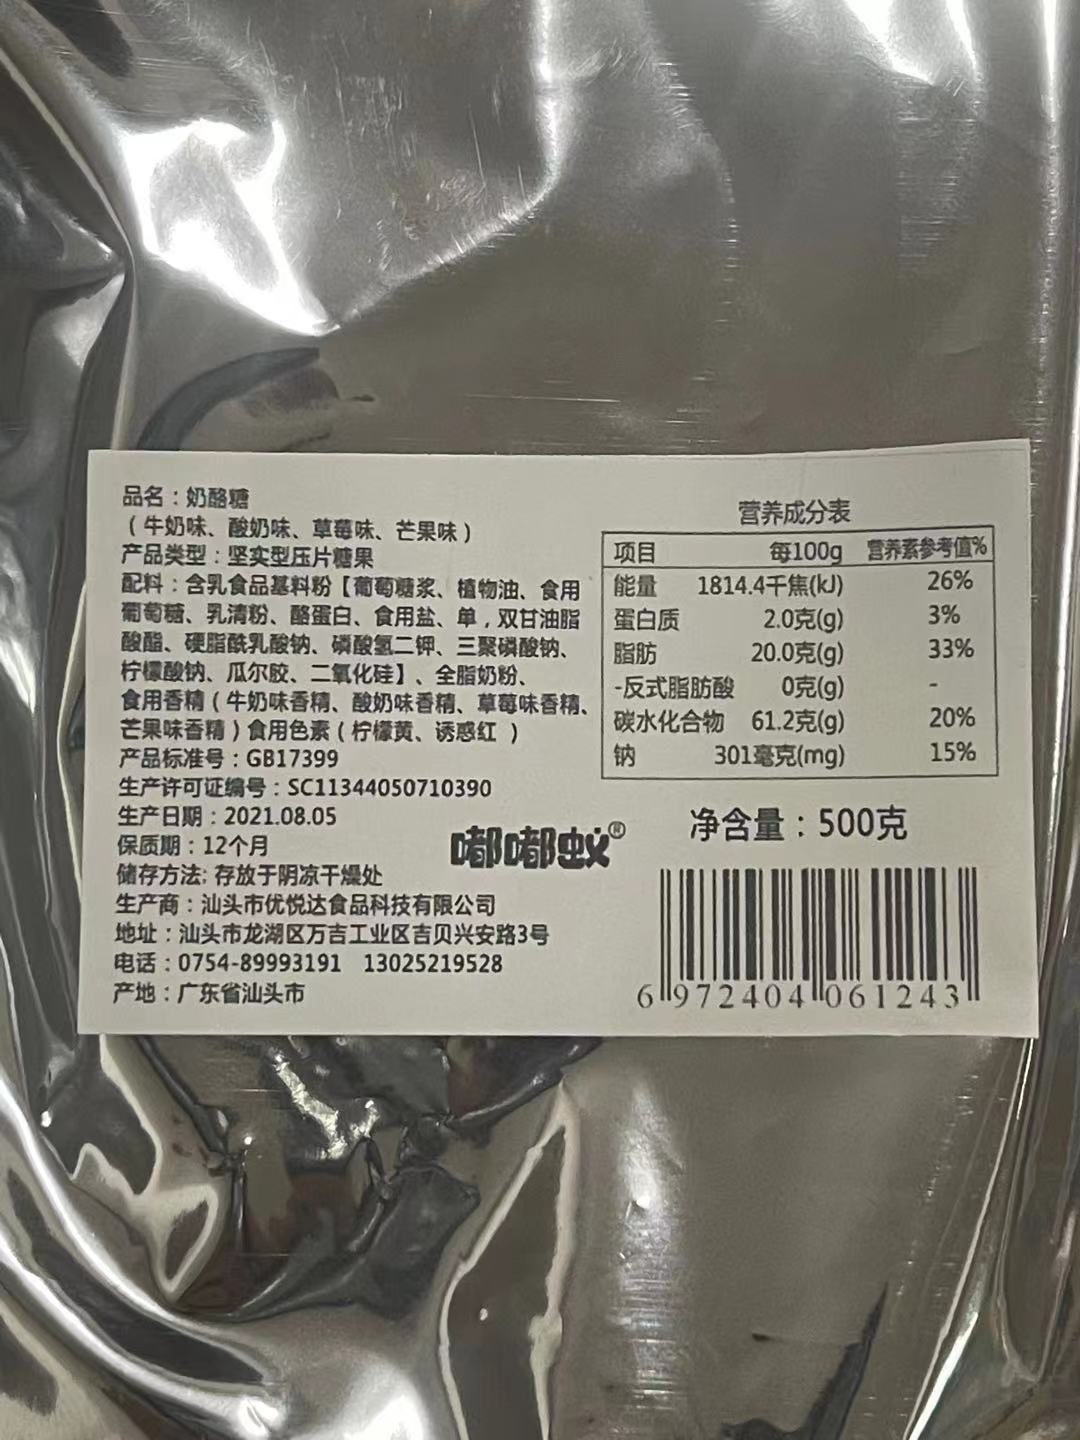 品名：奶酪糖
（牛奶味、酸奶味、草莓味、芒果味）
产品类型：坚实型压片糖果
配料：含乳食品基料粉【葡萄糖浆、植物油、食用
葡萄糖、乳清粉、酪蛋白、食用盐、单，双甘油脂
酸酯、硬脂酰乳酸钠、磷酸氢二钾、三聚磷酸钠、
柠檬酸钠、瓜尔胶、二氧化硅】、全脂奶粉、
食用香精（牛奶味香精、酸奶味香精、草莓味香精、
芒果味香精）食用色素（柠檬黄、诱惑红 ）
产品标准号：GB17399
生产许可证编号：SC11344050710390
生产日期：2021.08.05
保质期：12个月
储存方法: 存放于阴凉干燥处
生产商：汕头市优悦达食品科技有限公司
地址：汕头市龙湖区万吉工业区吉贝兴安路3号
电话：0754-89993191 13025219528
产地：广东省汕头市
嘟嘟蚁®
营养成分表
项目 每100g 营养素参考值%
能量 1814.4千焦(kJ) 26%
蛋白质 2.0克(g) 3%
脂肪 20.0克(g) 33%
-反式脂肪酸 0克(g) -
碳水化合物 61.2克(g) 20%
钠 301毫克(mg) 15%
净含量：500克
6 972404 061243